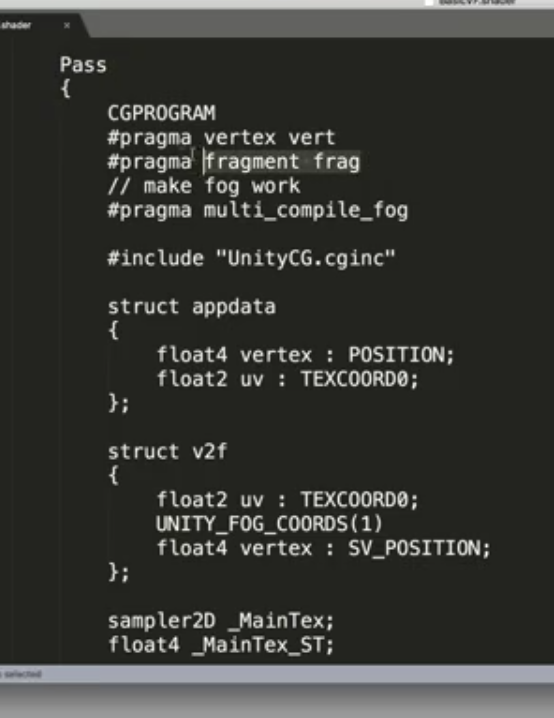 BasicVF.shader
.shader ×
Pass
{
CGPROGRAM
#pragma vertex vert
#pragma fragment frag
// make fog work
#pragma multi_compile_fog
#include "UnityCG.cginc"
struct appdata
{
float4 vertex : POSITION;
float2 uv : TEXCOORD0;
};
struct v2f
{
float2 uv : TEXCOORD0;
UNITY_FOG_COORDS(1)
float4 vertex : SV_POSITION;
};
sampler2D _MainTex;
float4 _MainTex_ST;
selected